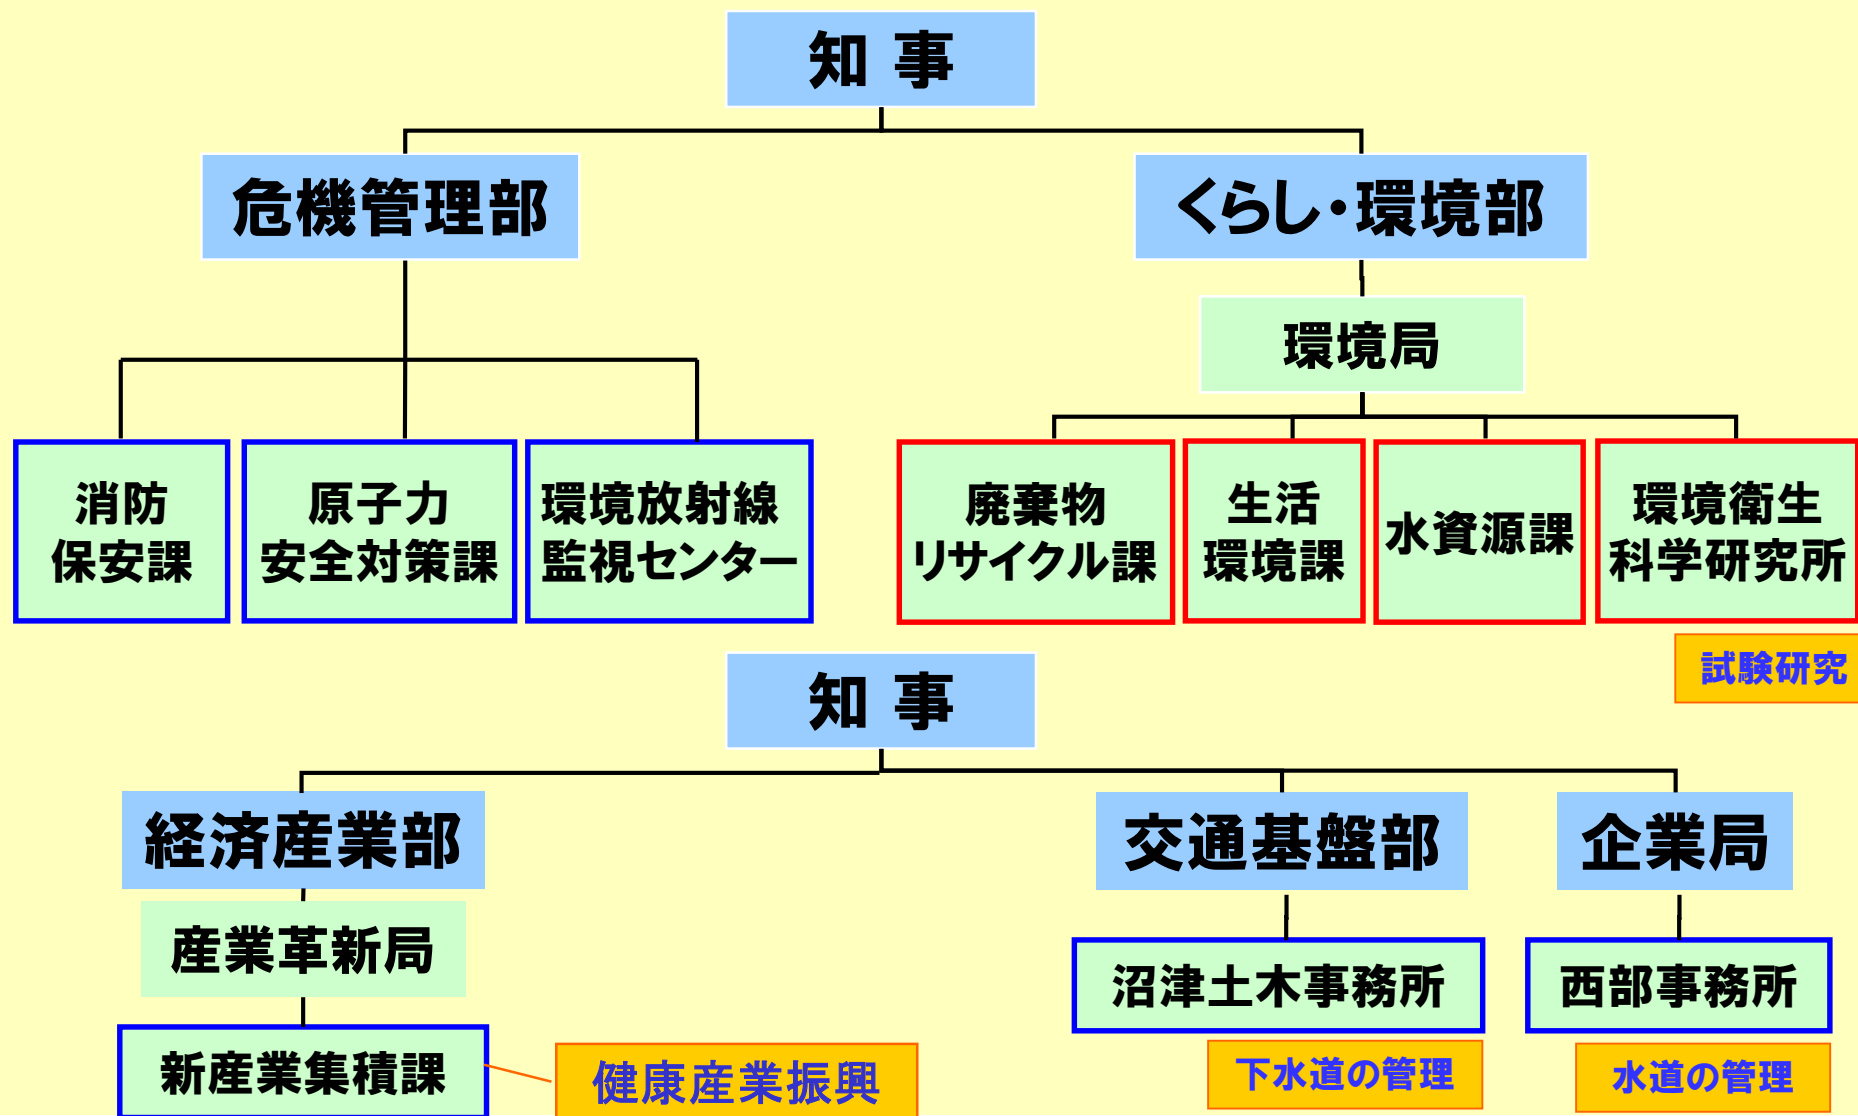 知 事
危機管理部
くらし・環境部
環境局
消防
保安課
原子力
安全対策課
環境放射線
監視センター
廃棄物
リサイクル課
生活
環境課
水資源課
環境衛生
科学研究所
試験研究
知 事
経済産業部
交通基盤部
企業局
産業革新局
沼津土木事務所
西部事務所
新産業集積課
健康産業振興
下水道の管理
水道の管理